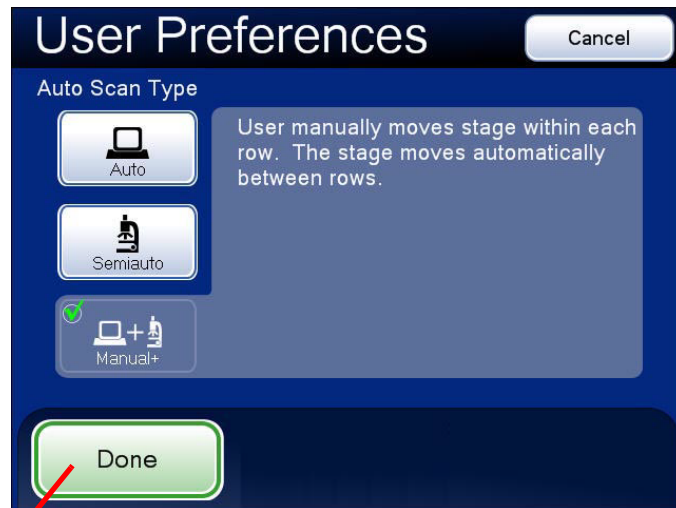 User Preferences
Cancel
Auto Scan Type
Auto
User manually moves stage within each
row. The stage moves automatically
between rows.
Semiauto
Manual+
Done